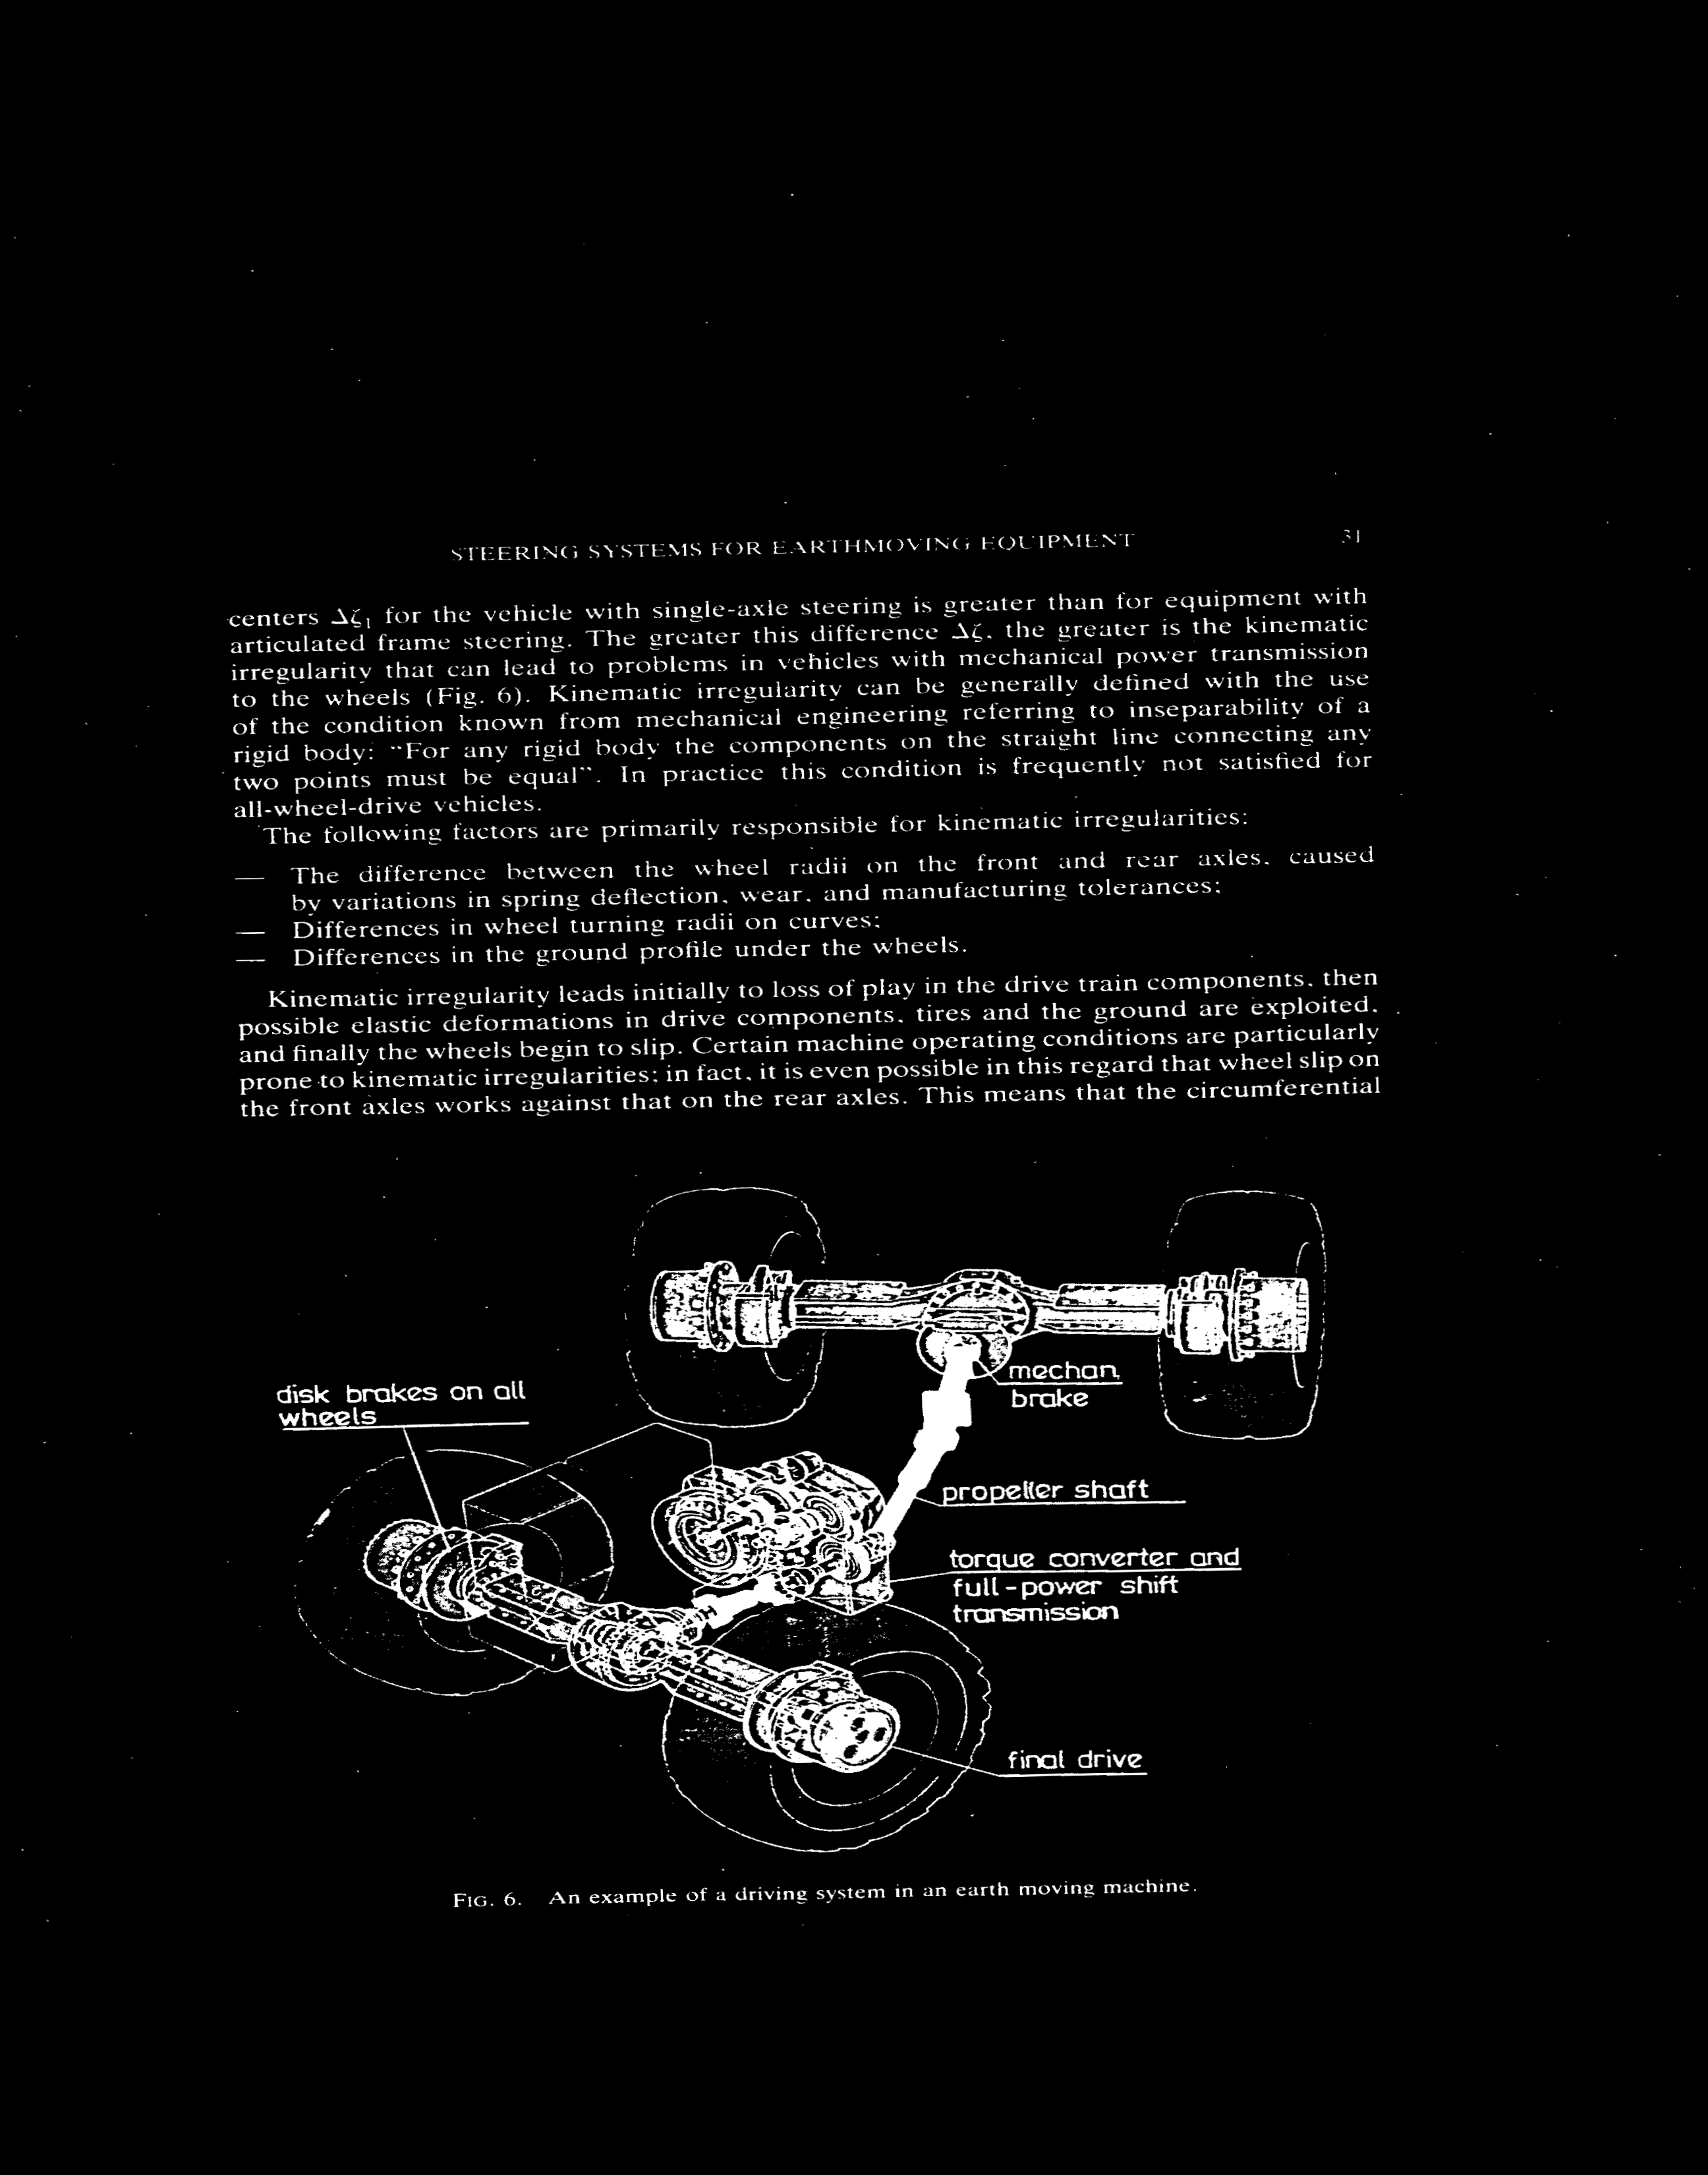 STEERING SYSTEMS FOR EARTHMOVING EQUIPMENT 31
centers Δζ₁ for the vehicle with single-axle steering is greater than for equipment with
articulated frame steering. The greater this difference Δζ, the greater is the kinematic
irregularity that can lead to problems in vehicles with mechanical power transmission
to the wheels (Fig. 6). Kinematic irregularity can be generally defined with the use
of the condition known from mechanical engineering referring to inseparability of a
rigid body: "For any rigid body the components on the straight line connecting any
two points must be equal". In practice this condition is frequently not satisfied for
all-wheel-drive vehicles.
The following factors are primarily responsible for kinematic irregularities:
— The difference between the wheel radii on the front and rear axles, caused
by variations in spring deflection, wear, and manufacturing tolerances;
— Differences in wheel turning radii on curves;
— Differences in the ground profile under the wheels.
Kinematic irregularity leads initially to loss of play in the drive train components, then
possible elastic deformations in drive components, tires and the ground are exploited,
and finally the wheels begin to slip. Certain machine operating conditions are particularly
prone to kinematic irregularities; in fact, it is even possible in this regard that wheel slip on
the front axles works against that on the rear axles. This means that the circumferential
mechan.
brake
disk brakes on all
wheels
propeller shaft
torque converter and
full-power shift
transmission
final drive
FIG. 6. An example of a driving system in an earth moving machine.